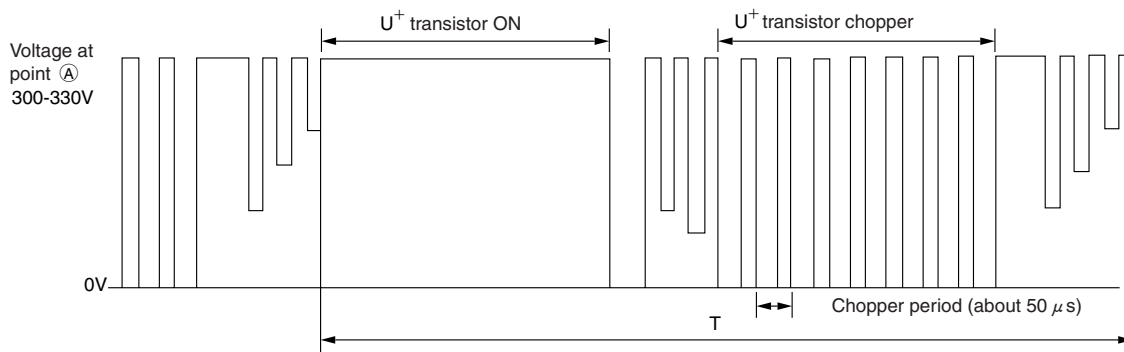 U⁺ transistor ON
U⁺ transistor chopper
Voltage at
point Ⓐ
300-330V
0V
Chopper period (about 50 μs)
T